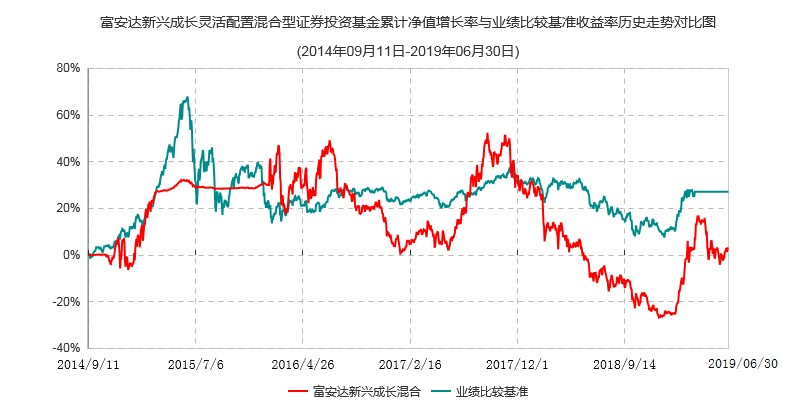 富安达新兴成长灵活配置混合型证券投资基金累计净值增长率与业绩比较基准收益率历史走势对比图
(2014年09月11日-2019年06月30日)
80%
60%
40%
20%
0%
-20%
-40%
2014/9/11 2015/7/6 2016/4/26 2017/2/16 2017/12/1 2018/9/14 2019/06/30
富安达新兴成长混合 业绩比较基准